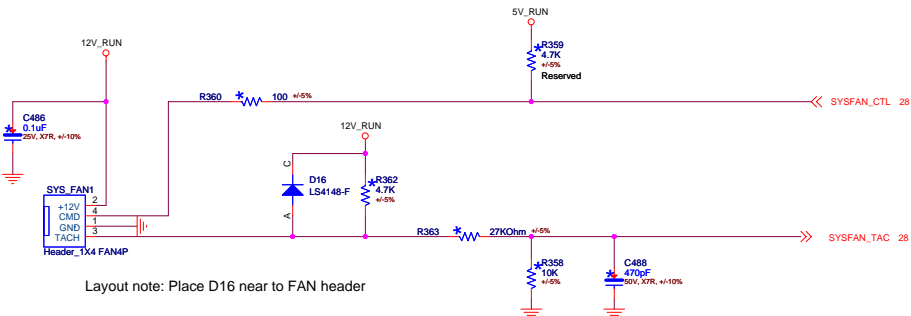 5V_RUN
12V_RUN
R359
4.7K
+/-5%
Reserved
R360 100 +/-5%
SYSFAN_CTL 28
C486
0.1uF
25V, X7R, +/-10%
12V_RUN
C
D16
LS4148-F
A
R362
4.7K
+/-5%
SYS_FAN1
+12V 2
CMD 4
GND 1
TACH 3
Header_1X4 FAN4P
R363 27KOhm +/-5%
SYSFAN_TAC 28
R358
10K
+/-5%
C488
470pF
50V, X7R, +/-10%
Layout note: Place D16 near to FAN header